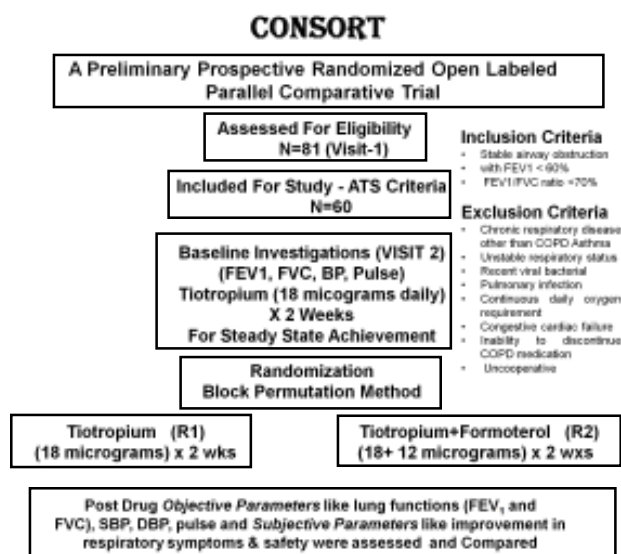 CONSORT
A Preliminary Prospective Randomized Open Labeled
Parallel Comparative Trial
Assessed For Eligibility
N=81 (Visit-1)
Included For Study - ATS Criteria
N=60
Baseline Investigations (VISIT 2)
(FEV1, FVC, BP, Pulse)
Tiotropium (18 micograms daily)
X 2 Weeks
For Steady State Achievement
Randomization
Block Permutation Method
Inclusion Criteria
• Stable airway obstruction
• with FEV1 < 60%
• FEV1/FVC ratio <70%
Exclusion Criteria
• Chronic respiratory disease
other than COPD Asthma
• Unstable respiratory status
• Recent viral bacterial
• Pulmonary infection
• Continuous daily oxygen
requirement
• Congestive cardiac failure
• Inability to discontinue
COPD medication
• Uncooperative
Tiotropium (R1)
(18 micrograms) x 2 wks
Tiotropium+Formoterol (R2)
(18+ 12 micrograms) x 2 wxs
Post Drug Objective Parameters like lung functions (FEV₁ and
FVC), SBP, DBP, pulse and Subjective Parameters like improvement in
respiratory symptoms & safety were assessed and Compared